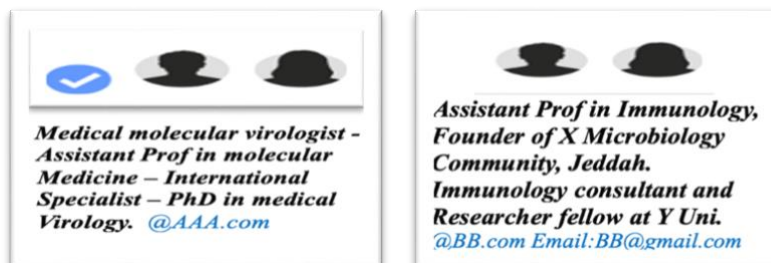 Medical molecular virologist -
Assistant Prof in molecular
Medicine – International
Specialist – PhD in medical
Virology. @AAA.com
Assistant Prof in Immunology,
Founder of X Microbiology
Community, Jeddah.
Immunology consultant and
Researcher fellow at Y Uni.
@BB.com Email:BB@gmail.com